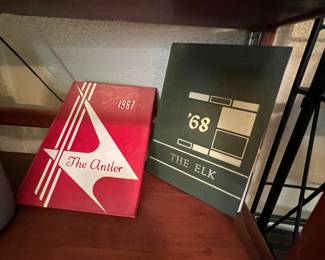 1967
The Antler
'68
THE ELK